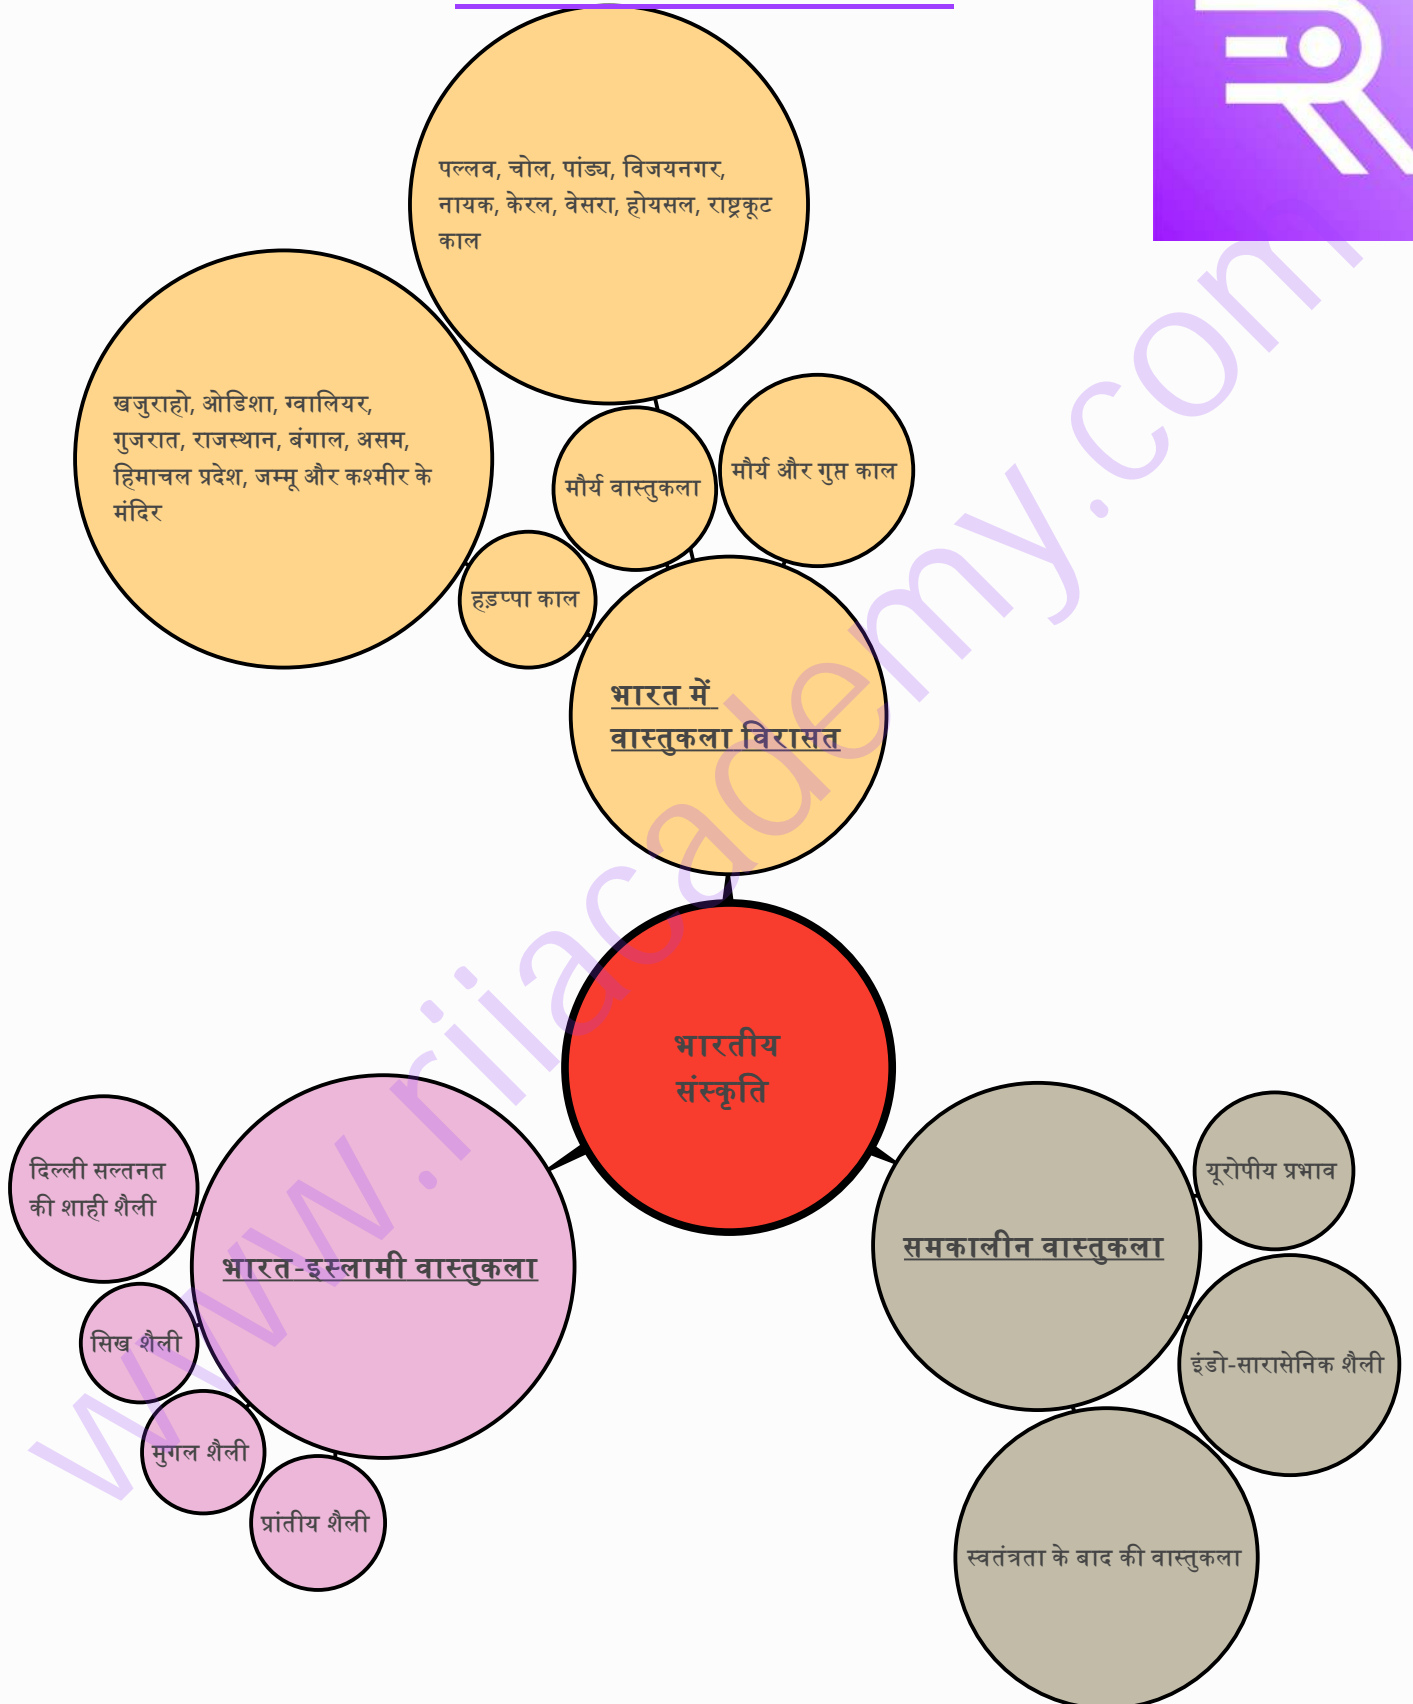 पल्लव, चोल, पांड्य, विजयनगर,
नायक, केरल, वेसरा, होयसल, राष्ट्रकूट
काल
खजुराहो, ओडिशा, ग्वालियर,
गुजरात, राजस्थान, बंगाल, असम,
हिमाचल प्रदेश, जम्मू और कश्मीर के
मंदिर
मौर्य वास्तुकला
मौर्य और गुप्त काल
हड़प्पा काल
भारत में
वास्तुकला विरासत
भारतीय
संस्कृति
दिल्ली सल्तनत
की शाही शैली
भारत-इस्लामी वास्तुकला
सिख शैली
मुगल शैली
प्रांतीय शैली
समकालीन वास्तुकला
यूरोपीय प्रभाव
इंडो-सारासेनिक शैली
स्वतंत्रता के बाद की वास्तुकला
www.rijiacademy.com